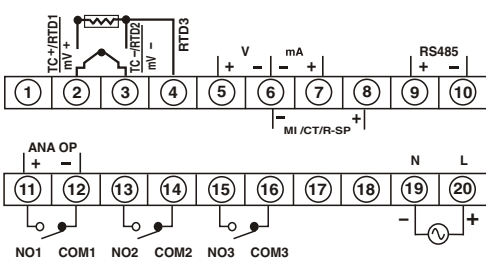 TC+/RTD1
mV +
TC-/RTD2
mV -
RTD3
V mA RS485
+ - - + + -
1 2 3 4 5 6 7 8 9 10
- +
MI/CT/R-SP
ANA OP N L
+ -
11 12 13 14 15 16 17 18 19 20
- +
NO1 COM1 NO2 COM2 NO3 COM3